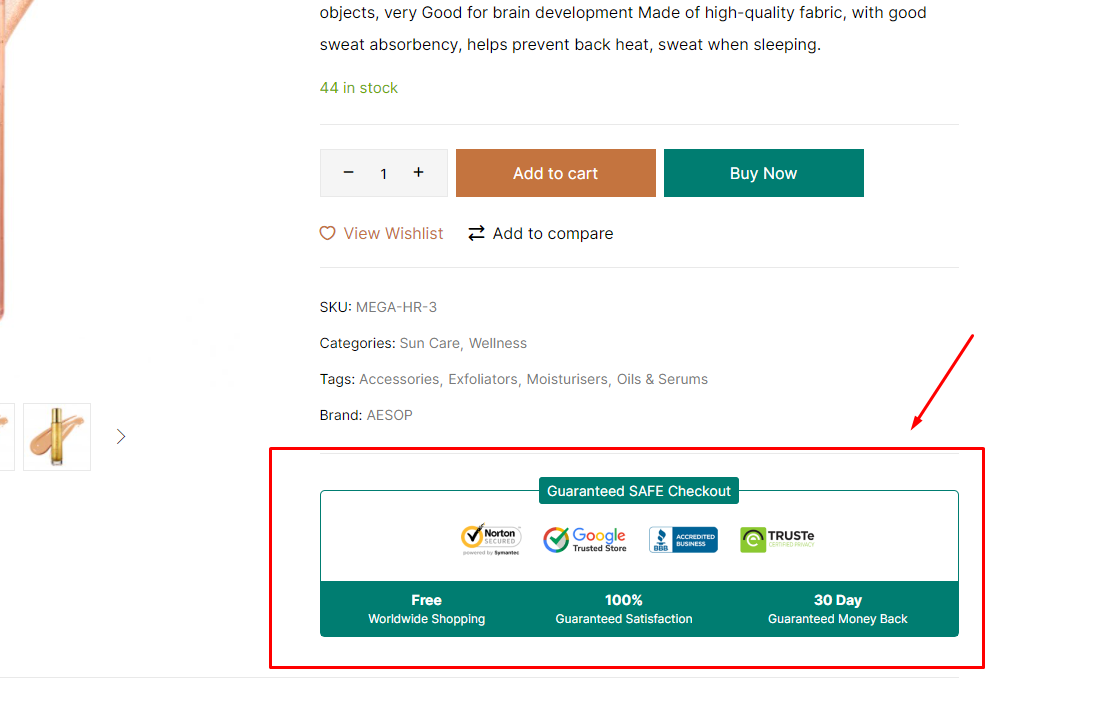 objects, very Good for brain development Made of high-quality fabric, with good
sweat absorbency, helps prevent back heat, sweat when sleeping.
44 in stock
− 1 + Add to cart Buy Now
View Wishlist Add to compare
SKU: MEGA-HR-3
Categories: Sun Care, Wellness
Tags: Accessories, Exfoliators, Moisturisers, Oils & Serums
Brand: AESOP
Guaranteed SAFE Checkout
Norton
SECURED
powered by Symantec
Google
Trusted Store
BBB
ACCREDITED
BUSINESS
TRUSTe
CERTIFIED PRIVACY
Free
Worldwide Shopping
100%
Guaranteed Satisfaction
30 Day
Guaranteed Money Back